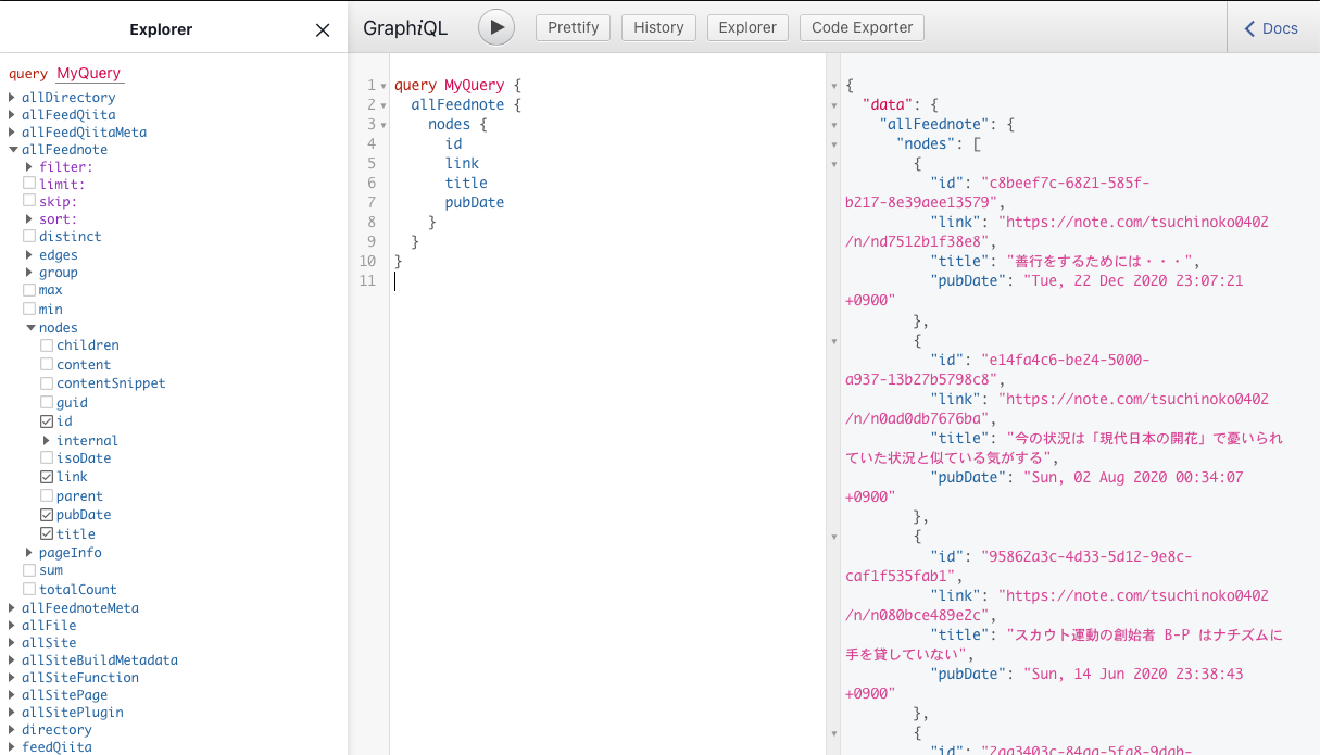 Explorer
GraphiQL
Prettify
History
Explorer
Code Exporter
Docs
query MyQuery
allDirectory
allFeedQiita
allFeedQiitaMeta
allFeednote
filter:
limit:
skip:
sort:
distinct
edges
group
max
min
nodes
children
content
contentSnippet
guid
id
internal
isoDate
link
parent
pubDate
title
pageInfo
sum
totalCount
allFeednoteMeta
allFile
allSite
allSiteBuildMetadata
allSiteFunction
allSitePage
allSitePlugin
directory
feedQiita
1 query MyQuery {
2 allFeednote {
3 nodes {
4 id
5 link
6 title
7 pubDate
8 }
9 }
10 }
11
{
"data": {
"allFeednote": {
"nodes": [
{
"id": "c8beef7c-6821-585f-
b217-8e39aee13579",
"link": "https://note.com/tsuchinoko0402
/n/nd7512b1f38e8",
"title": "善行をするためには・・・",
"pubDate": "Tue, 22 Dec 2020 23:07:21
+0900"
},
{
"id": "e14fa4c6-be24-5000-
a937-13b27b5798c8",
"link": "https://note.com/tsuchinoko0402
/n/n0ad0db7676ba",
"title": "今の状況は「現代日本の開花」で憂いられ
ていた状況と似ている気がする",
"pubDate": "Sun, 02 Aug 2020 00:34:07
+0900"
},
{
"id": "95862a3c-4d33-5d12-9e8c-
caf1f535fab1",
"link": "https://note.com/tsuchinoko0402
/n/n080bce489e2c",
"title": "スカウト運動の創始者 B-P はナチズムに
手を貸していない",
"pubDate": "Sun, 14 Jun 2020 23:38:43
+0900"
},
{
"id": "2aa3403c-84aa-5fa8-9dab-